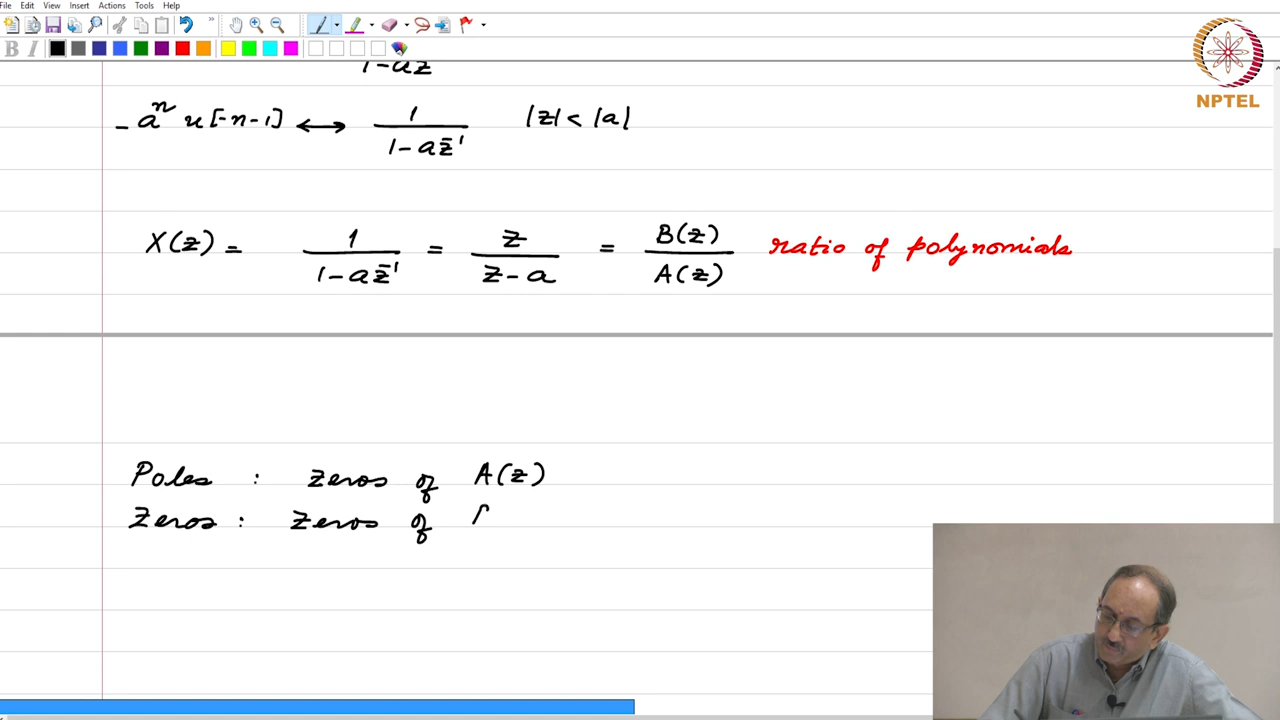 File Edit View Insert Actions Tools Help
B I
NPTEL
1-az
- a^n u[-n-1] ↔ 1/(1-az^-1) |z| < |a|
X(z) = 1/(1-az^-1) = z/(z-a) = B(z)/A(z) ratio of polynomials
Poles : zeros of A(z)
Zeros : zeros of